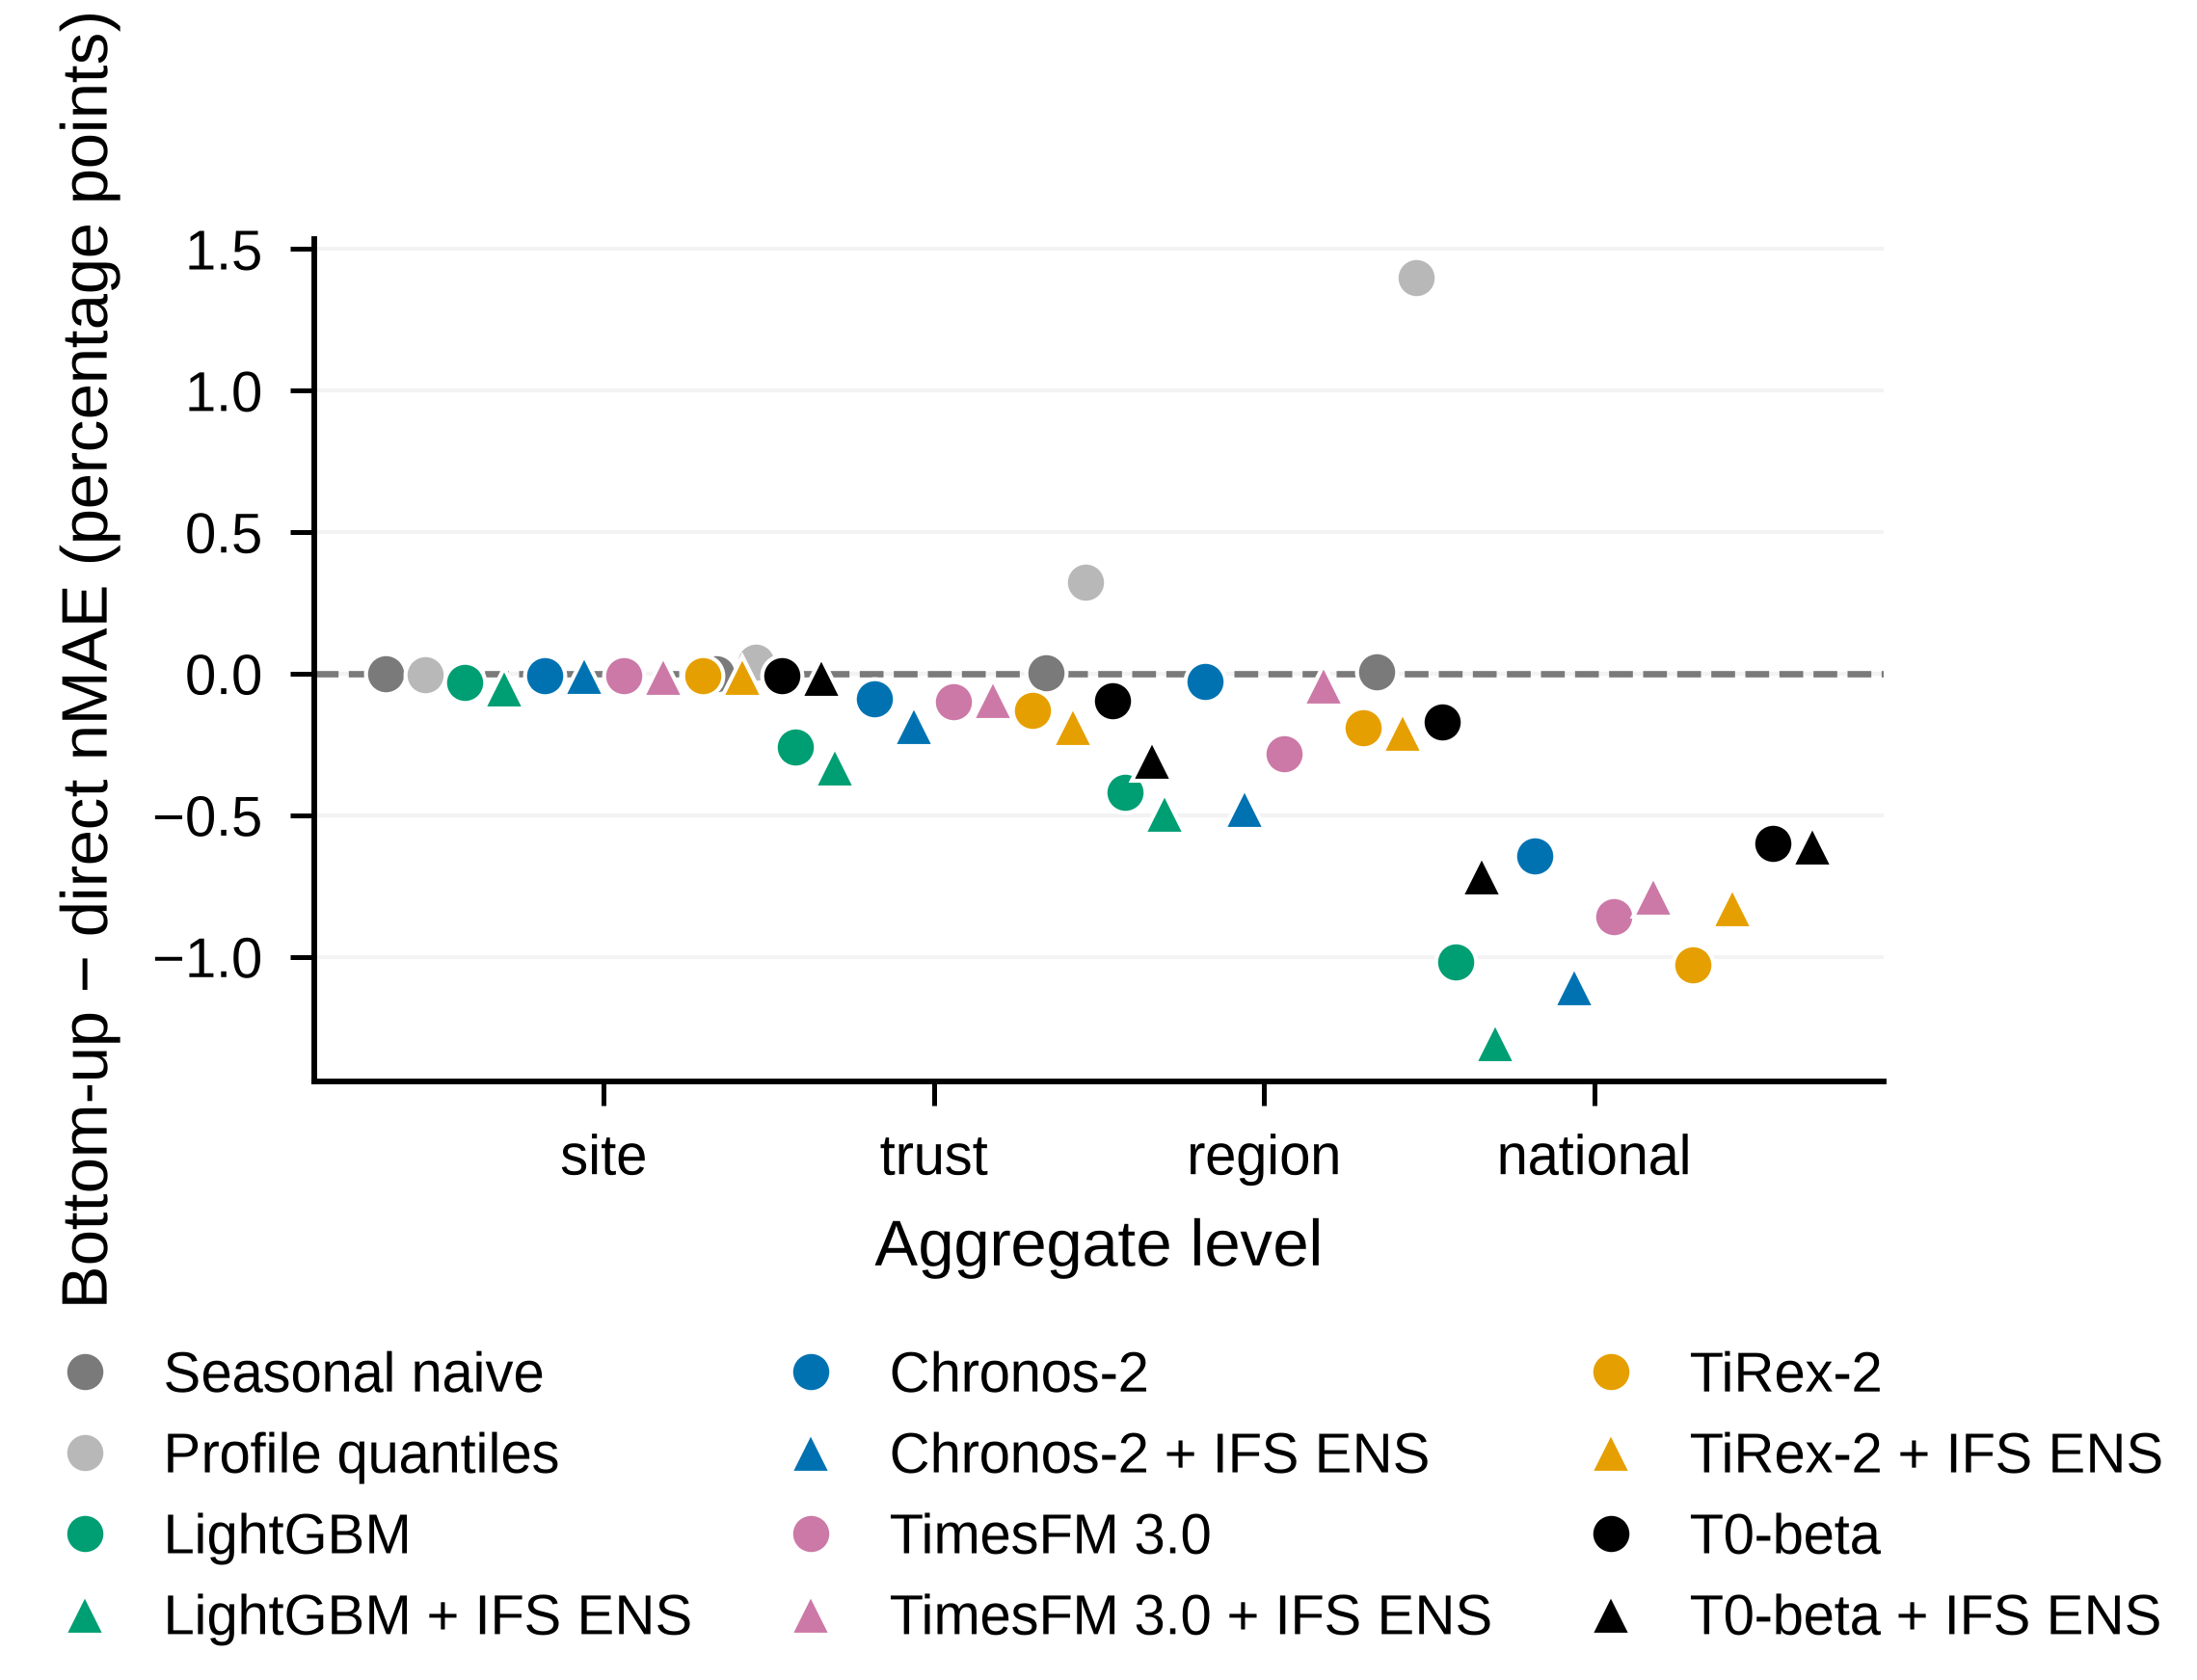 Bottom-up − direct nMAE (percentage points)
1.5
1.0
0.5
0.0
−0.5
−1.0
site trust region national
Aggregate level
Seasonal naive
Profile quantiles
LightGBM
LightGBM + IFS ENS
Chronos-2
Chronos-2 + IFS ENS
TimesFM 3.0
TimesFM 3.0 + IFS ENS
TiRex-2
TiRex-2 + IFS ENS
T0-beta
T0-beta + IFS ENS